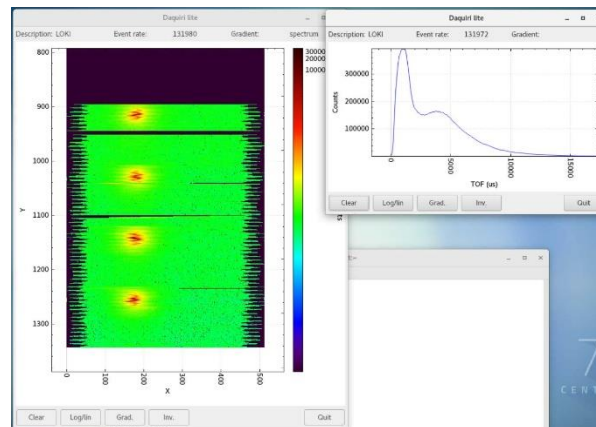 Daquiri lite
Description: LOKI Event rate: 131980 Gradient: spectrum
800
900
1000
1100
1200
1300
Y
0
100
200
300
400
500
X
30000
20000
10000
Clear Log/lin Grad. Inv. Quit
Daquiri lite
Description: LOKI Event rate: 131972 Gradient:
Counts
300000
200000
100000
0
5000
10000
15000
TOF (us)
Clear Log/lin Grad. Inv. Quit
7
CENT